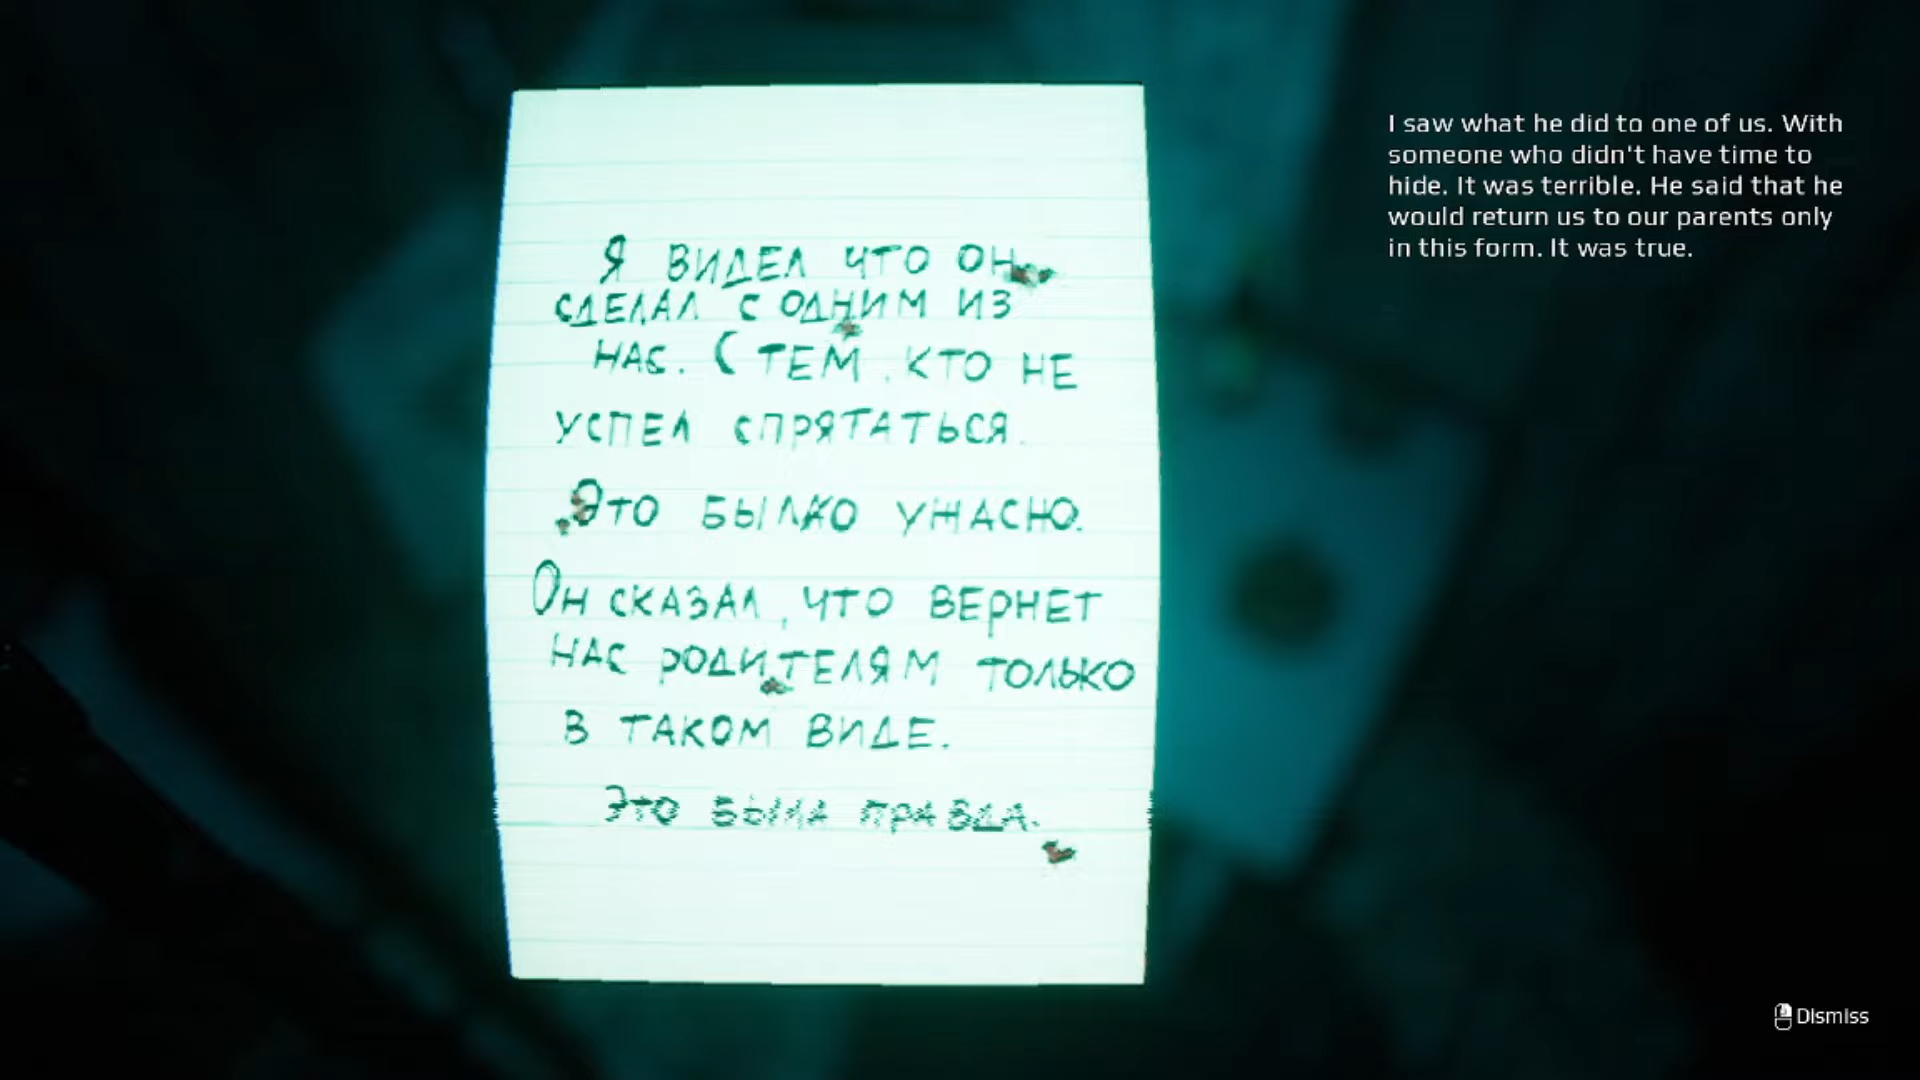 Я ВИДЕЛ ЧТО ОН
СДЕЛАЛ С ОДНИМ ИЗ
НАС. С ТЕМ, КТО НЕ
УСПЕЛ СПРЯТАТЬСЯ.
ЭТО БЫЛО УЖАСНО.
ОН СКАЗАЛ, ЧТО ВЕРНЕТ
НАС РОДИТЕЛЯМ ТОЛЬКО
В ТАКОМ ВИДЕ.
ЭТО БЫЛА ПРАВДА.
I saw what he did to one of us. With
someone who didn't have time to
hide. It was terrible. He said that he
would return us to our parents only
in this form. It was true.
Dismiss